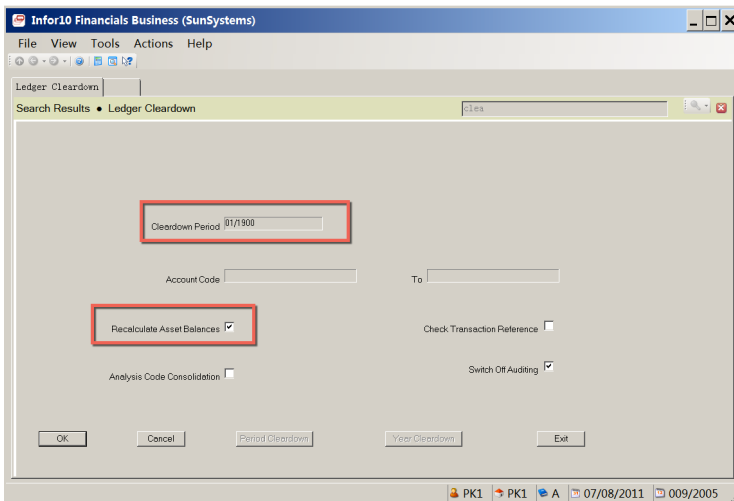 Infor10 Financials Business (SunSystems)
File View Tools Actions Help
Ledger Cleardown
Search Results ● Ledger Cleardown clea
Cleardown Period 01/1900
Account Code To
Recalculate Asset Balances Check Transaction Reference
Analysis Code Consolidation Switch Off Auditing
OK Cancel Period Cleardown Year Cleardown Exit
PK1 PK1 A 07/08/2011 009/2005